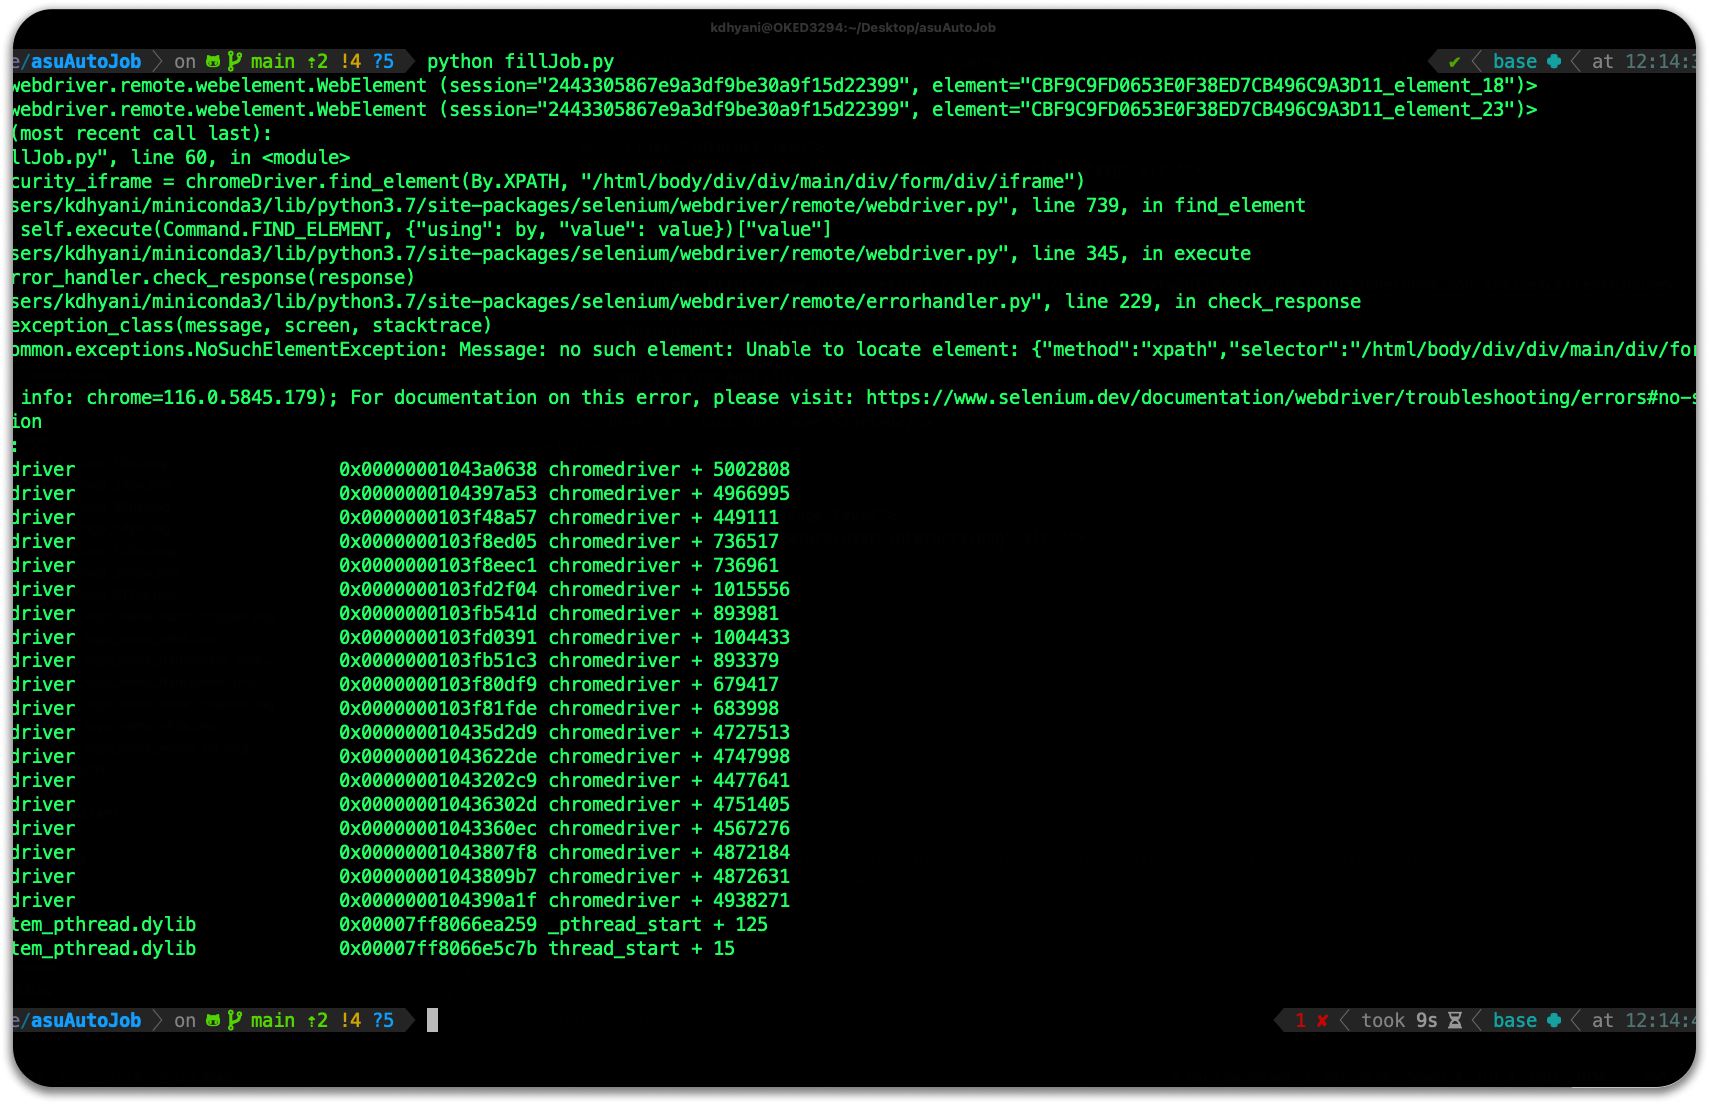 kdhyani@OKED3294:~/Desktop/asuAutoJob
e/asuAutoJob on main ⇡2 !4 ?5 python fillJob.py ✔ base at 12:14:3
webdriver.remote.webelement.WebElement (session="2443305867e9a3df9be30a9f15d22399", element="CBF9C9FD0653E0F38ED7CB496C9A3D11_element_18")>
webdriver.remote.webelement.WebElement (session="2443305867e9a3df9be30a9f15d22399", element="CBF9C9FD0653E0F38ED7CB496C9A3D11_element_23")>
(most recent call last):
llJob.py", line 60, in <module>
curity_iframe = chromeDriver.find_element(By.XPATH, "/html/body/div/div/main/div/form/div/iframe")
sers/kdhyani/miniconda3/lib/python3.7/site-packages/selenium/webdriver/remote/webdriver.py", line 739, in find_element
self.execute(Command.FIND_ELEMENT, {"using": by, "value": value})["value"]
sers/kdhyani/miniconda3/lib/python3.7/site-packages/selenium/webdriver/remote/webdriver.py", line 345, in execute
rror_handler.check_response(response)
sers/kdhyani/miniconda3/lib/python3.7/site-packages/selenium/webdriver/remote/errorhandler.py", line 229, in check_response
exception_class(message, screen, stacktrace)
ommon.exceptions.NoSuchElementException: Message: no such element: Unable to locate element: {"method":"xpath","selector":"/html/body/div/div/main/div/for
info: chrome=116.0.5845.179); For documentation on this error, please visit: https://www.selenium.dev/documentation/webdriver/troubleshooting/errors#no-s
ion
:
driver 0x00000001043a0638 chromedriver + 5002808
driver 0x0000000104397a53 chromedriver + 4966995
driver 0x0000000103f48a57 chromedriver + 449111
driver 0x0000000103f8ed05 chromedriver + 736517
driver 0x0000000103f8eec1 chromedriver + 736961
driver 0x0000000103fd2f04 chromedriver + 1015556
driver 0x0000000103fb541d chromedriver + 893981
driver 0x0000000103fd0391 chromedriver + 1004433
driver 0x0000000103fb51c3 chromedriver + 893379
driver 0x0000000103f80df9 chromedriver + 679417
driver 0x0000000103f81fde chromedriver + 683998
driver 0x000000010435d2d9 chromedriver + 4727513
driver 0x00000001043622de chromedriver + 4747998
driver 0x00000001043202c9 chromedriver + 4477641
driver 0x000000010436302d chromedriver + 4751405
driver 0x00000001043360ec chromedriver + 4567276
driver 0x00000001043807f8 chromedriver + 4872184
driver 0x00000001043809b7 chromedriver + 4872631
driver 0x0000000104390a1f chromedriver + 4938271
tem_pthread.dylib 0x00007ff8066ea259 _pthread_start + 125
tem_pthread.dylib 0x00007ff8066e5c7b thread_start + 15
e/asuAutoJob on main ⇡2 !4 ?5 1 ✘ took 9s base at 12:14:4